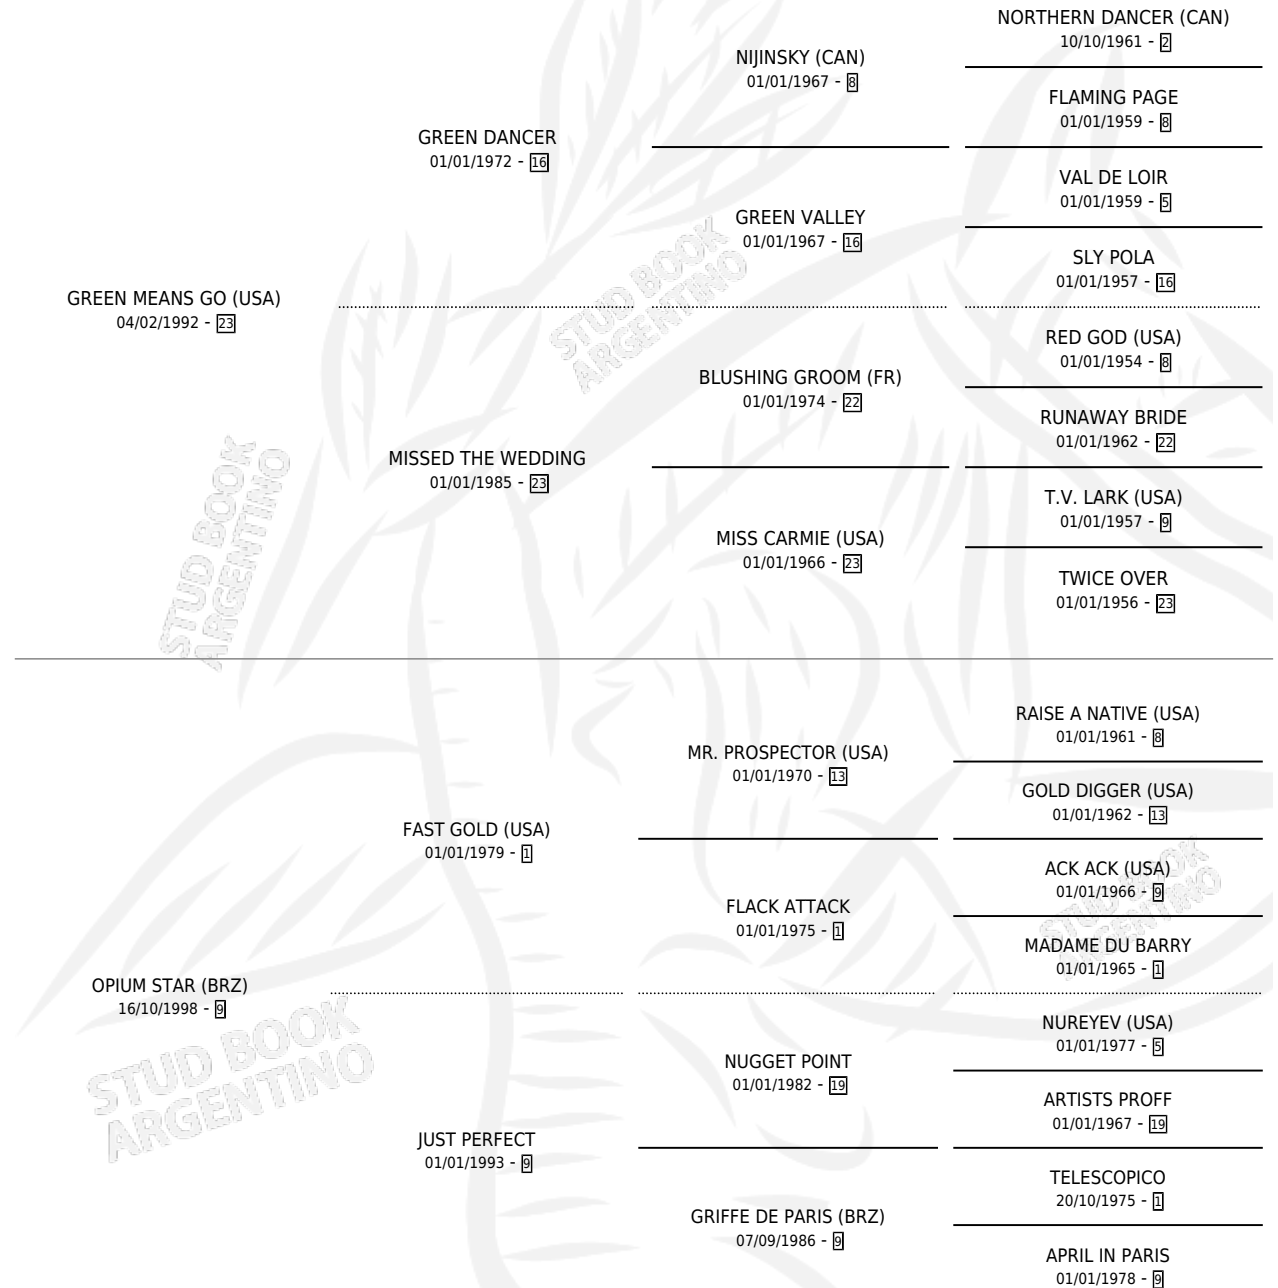 NORTHERN DANCER (CAN)
10/10/1961 - 2
NIJINSKY (CAN)
01/01/1967 - 8
FLAMING PAGE
01/01/1959 - 8
GREEN DANCER
01/01/1972 - 16
VAL DE LOIR
01/01/1959 - 5
GREEN VALLEY
01/01/1967 - 16
SLY POLA
01/01/1957 - 16
GREEN MEANS GO (USA)
04/02/1992 - 23
RED GOD (USA)
01/01/1954 - 8
BLUSHING GROOM (FR)
01/01/1974 - 22
RUNAWAY BRIDE
01/01/1962 - 22
MISSED THE WEDDING
01/01/1985 - 23
T.V. LARK (USA)
01/01/1957 - 9
MISS CARMIE (USA)
01/01/1966 - 23
TWICE OVER
01/01/1956 - 23
RAISE A NATIVE (USA)
01/01/1961 - 8
MR. PROSPECTOR (USA)
01/01/1970 - 13
GOLD DIGGER (USA)
01/01/1962 - 13
FAST GOLD (USA)
01/01/1979 - 1
ACK ACK (USA)
01/01/1966 - 9
FLACK ATTACK
01/01/1975 - 1
MADAME DU BARRY
01/01/1965 - 1
OPIUM STAR (BRZ)
16/10/1998 - 9
NUREYEV (USA)
01/01/1977 - 5
NUGGET POINT
01/01/1982 - 19
ARTISTS PROFF
01/01/1967 - 19
JUST PERFECT
01/01/1993 - 9
TELESCOPICO
20/10/1975 - 1
GRIFFE DE PARIS (BRZ)
07/09/1986 - 9
APRIL IN PARIS
01/01/1978 - 9
STUD BOOK
ARGENTINO
STUD BOOK
ARGENTINO
STUD BOOK
ARGENTINO
STUD BOOK
ARGENTINO